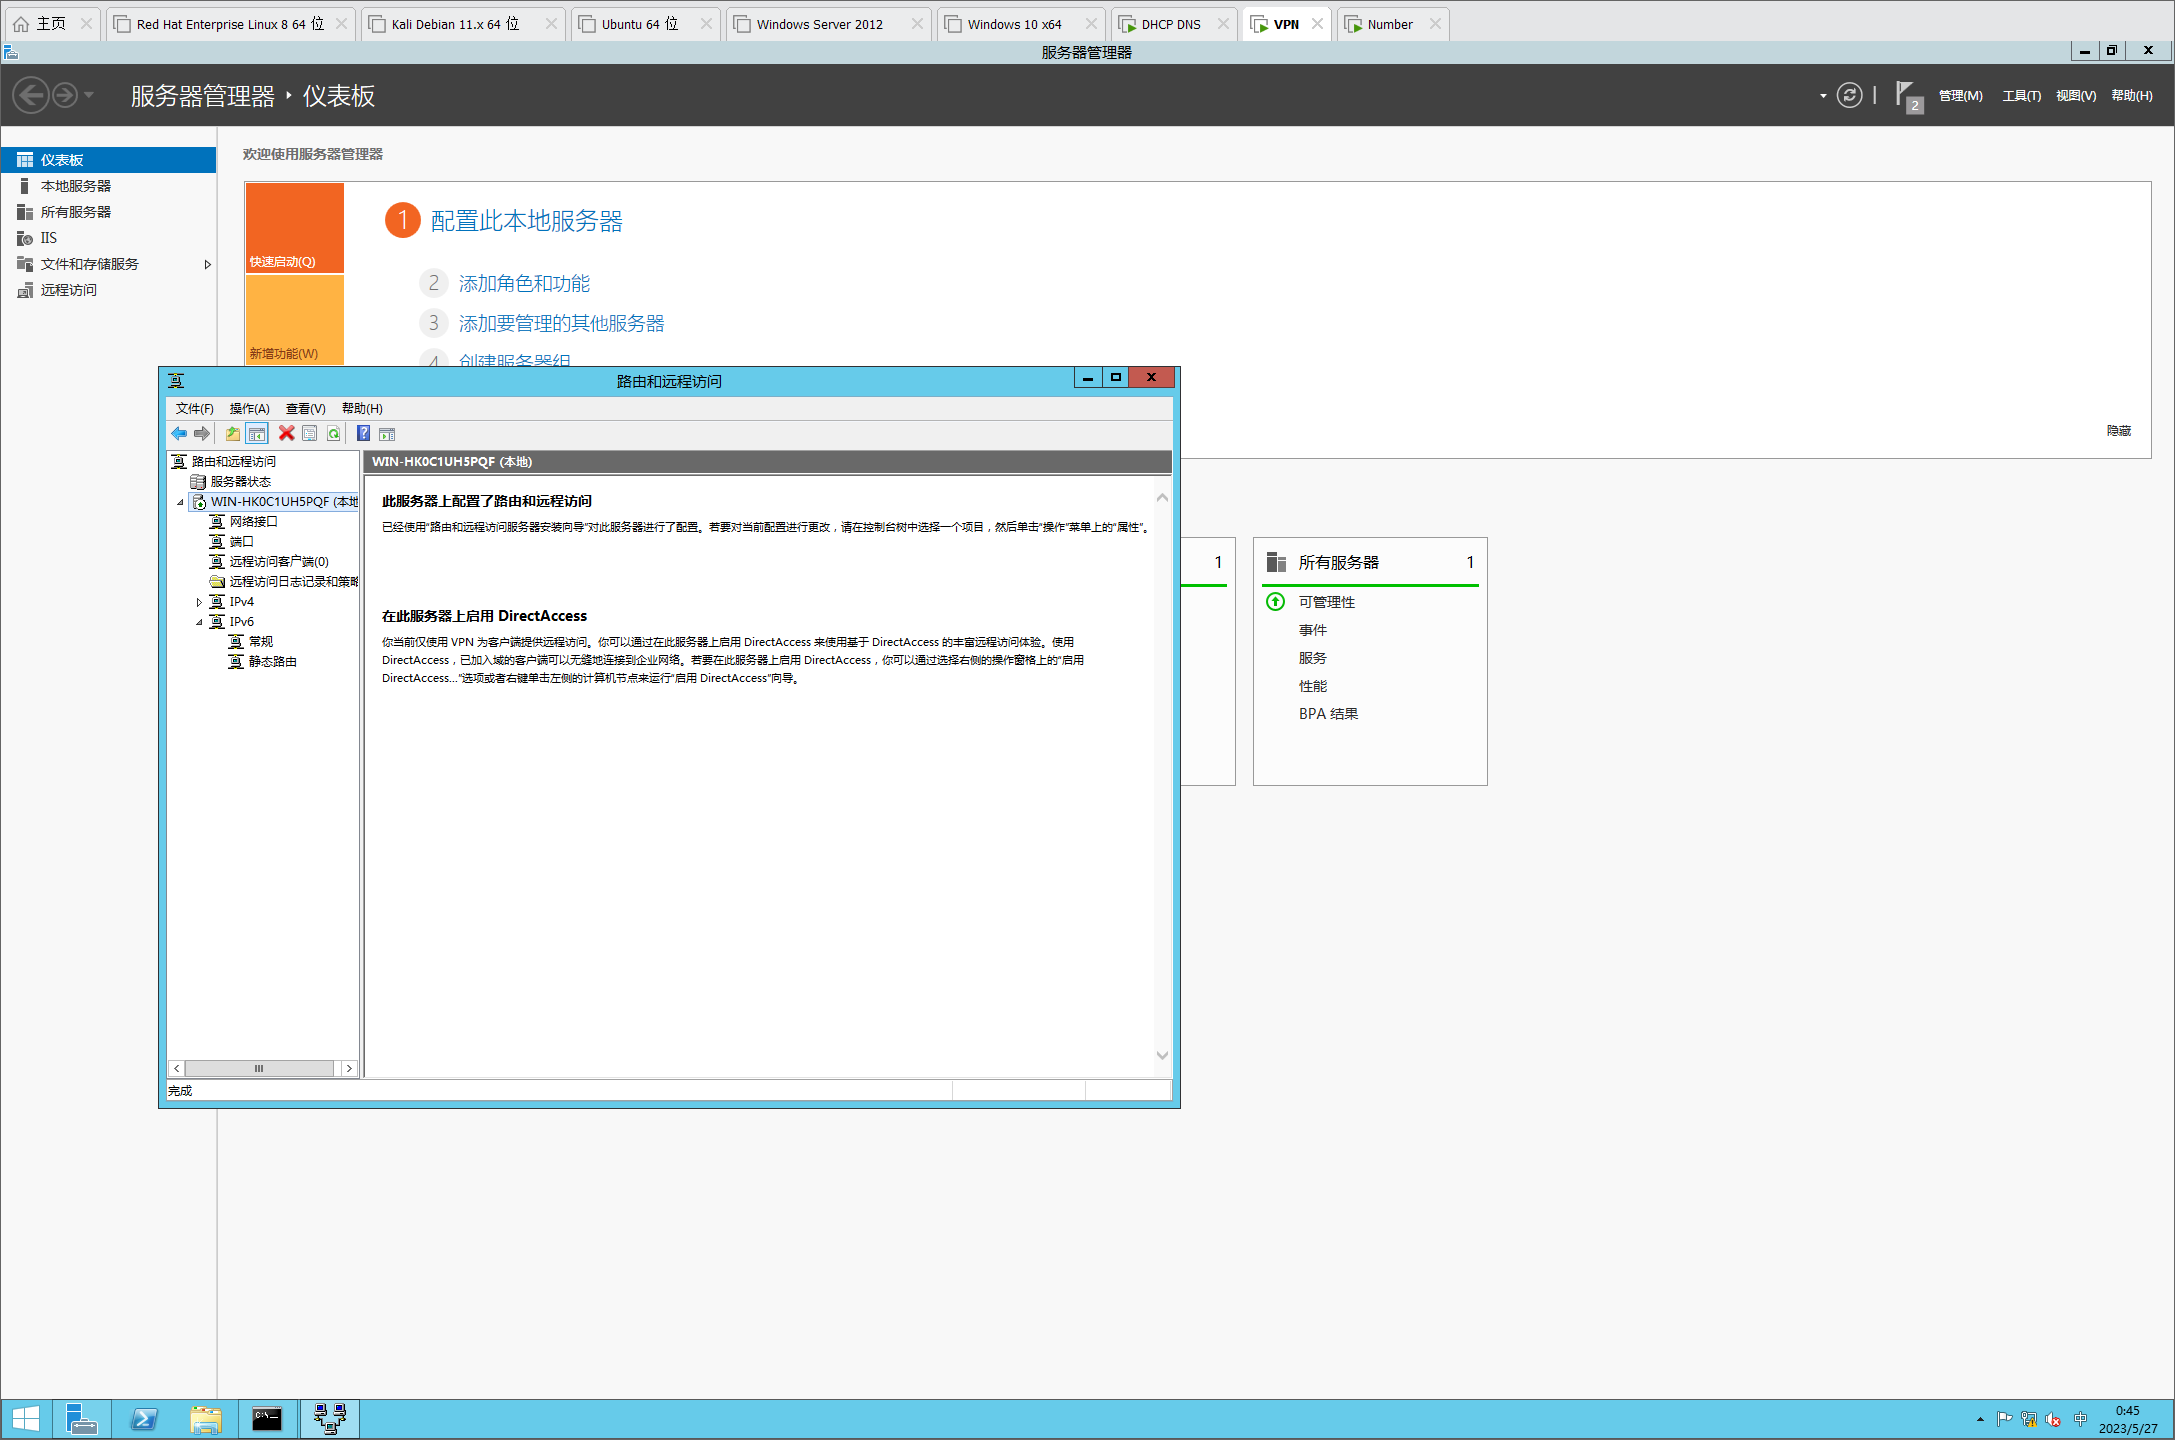 主页
Red Hat Enterprise Linux 8 64 位
Kali Debian 11.x 64 位
Ubuntu 64 位
Windows Server 2012
Windows 10 x64
DHCP DNS
VPN
Number
服务器管理器
服务器管理器 · 仪表板
2
管理(M)
工具(T)
视图(V)
帮助(H)
仪表板
本地服务器
所有服务器
IIS
文件和存储服务
远程访问
欢迎使用服务器管理器
快速启动(Q)
新增功能(W)
1 配置此本地服务器
2 添加角色和功能
3 添加要管理的其他服务器
4 创建服务器组
隐藏
路由和远程访问
文件(F) 操作(A) 查看(V) 帮助(H)
路由和远程访问
服务器状态
WIN-HK0C1UH5PQF (本地
网络接口
端口
远程访问客户端(0)
远程访问日志记录和策略
IPv4
IPv6
常规
静态路由
WIN-HK0C1UH5PQF (本地)
此服务器上配置了路由和远程访问
已经使用"路由和远程访问服务器安装向导"对此服务器进行了配置。若要对当前配置进行更改，请在控制台树中选择一个项目，然后单击"操作"菜单上的"属性"。
在此服务器上启用 DirectAccess
你当前仅使用 VPN 为客户端提供远程访问。你可以通过在此服务器上启用 DirectAccess 来使用基于 DirectAccess 的丰富远程访问体验。使用
DirectAccess，已加入域的客户端可以无缝地连接到企业网络。若要在此服务器上启用 DirectAccess，你可以通过选择右侧的操作窗格上的"启用
DirectAccess..."选项或者右键单击左侧的计算机节点来运行"启用 DirectAccess"向导。
完成
1
所有服务器 1
可管理性
事件
服务
性能
BPA 结果
中
0:45
2023/5/27